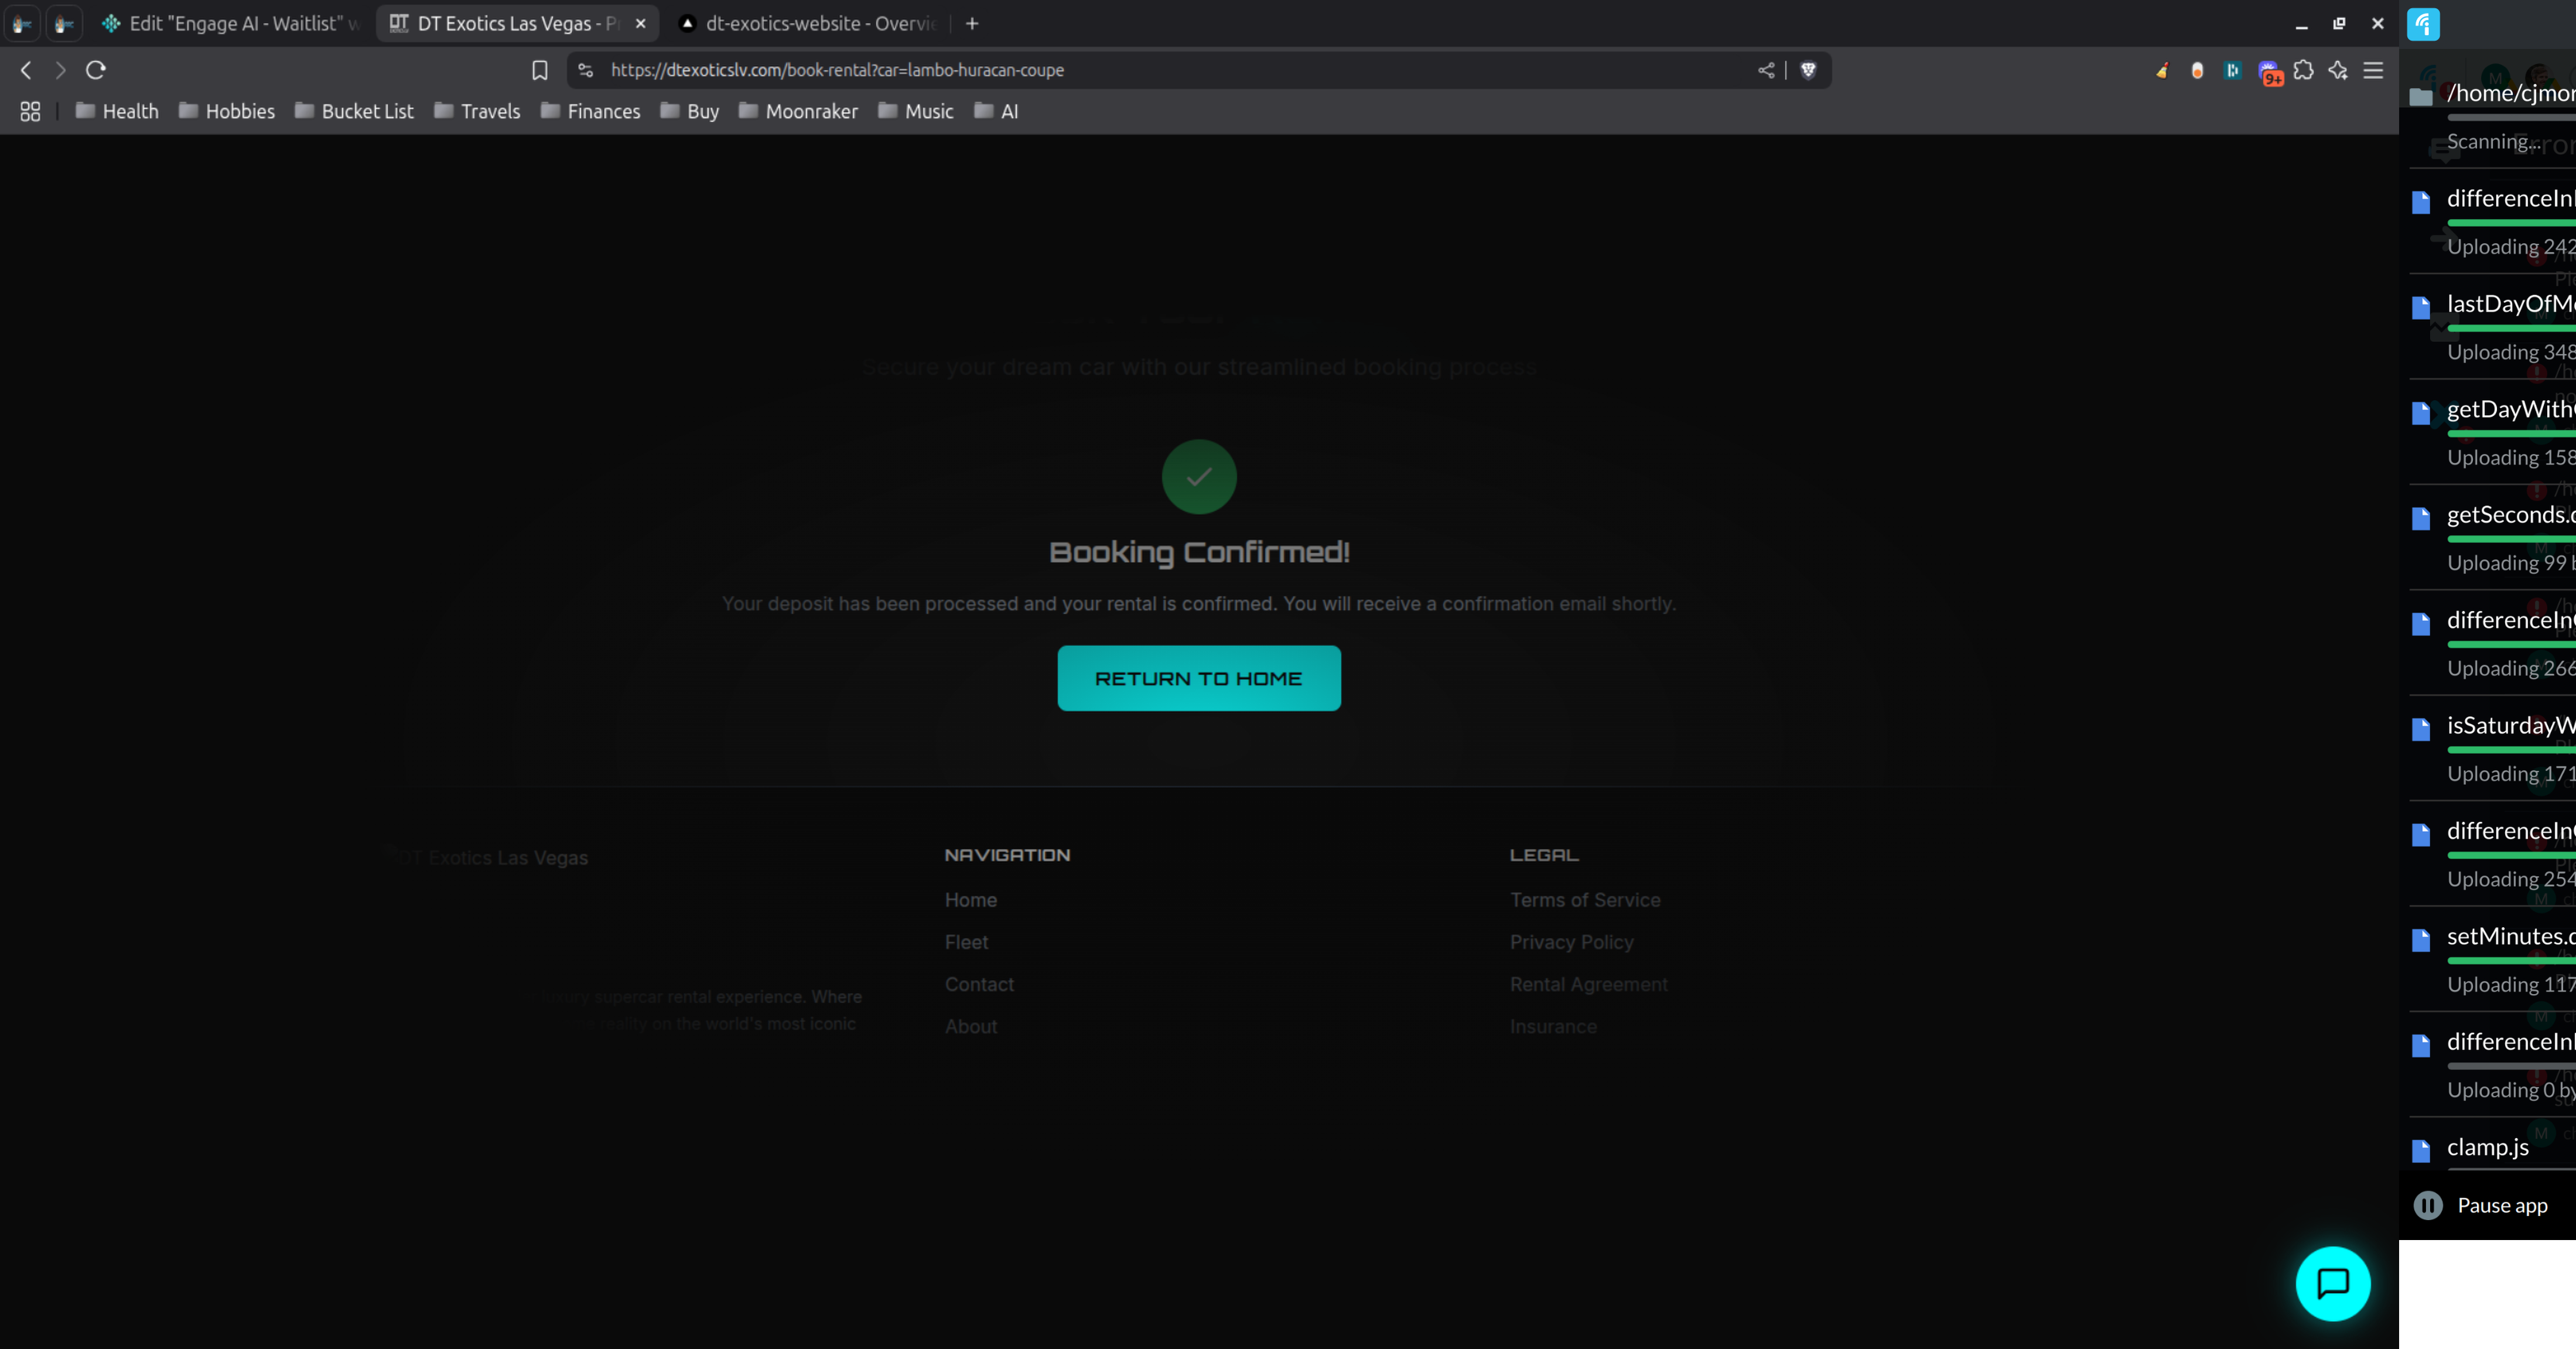 Edit "Engage AI - Waitlist" w
DT Exotics Las Vegas - Pr
dt-exotics-website - Overvie
https://dtexoticslv.com/book-rental?car=lambo-huracan-coupe
9+
Health
Hobbies
Bucket List
Travels
Finances
Buy
Moonraker
Music
AI
Secure your dream car with our streamlined booking process
Booking Confirmed!
Your deposit has been processed and your rental is confirmed. You will receive a confirmation email shortly.
RETURN TO HOME
DT Exotics Las Vegas
luxury supercar rental experience. Where
reality on the world's most iconic
NAVIGATION
Home
Fleet
Contact
About
LEGAL
Terms of Service
Privacy Policy
Rental Agreement
Insurance
/home/cjmor
Scanning...
Error
differenceIn
Uploading 242
lastDayOfM
Uploading 348
getDayWith
Uploading 158
getSeconds.
Uploading 99 b
differenceIn
Uploading 266
isSaturdayW
Uploading 171
differenceIn
Uploading 254
setMinutes.
Uploading 117
differenceIn
Uploading 0 by
clamp.js
Pause app